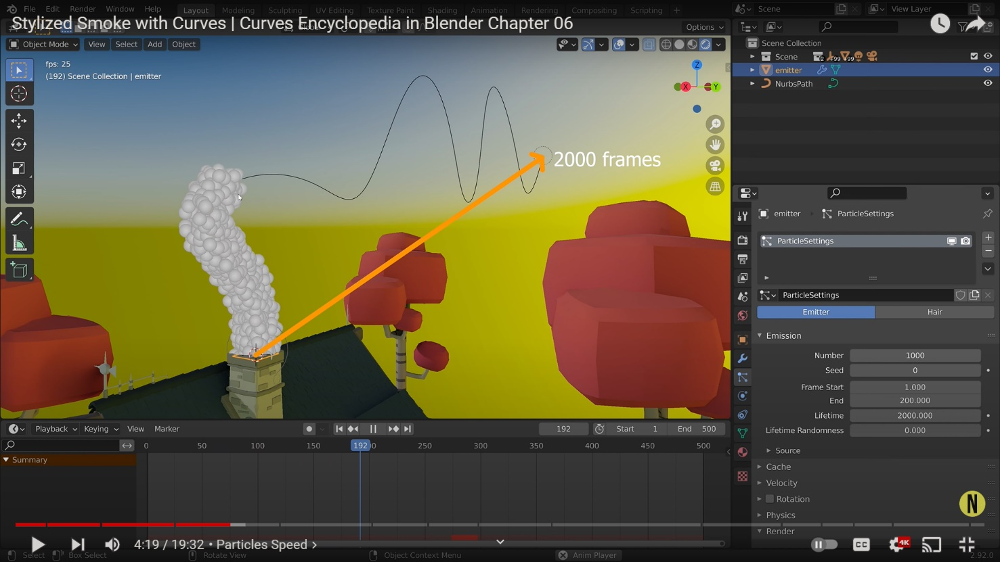 File Edit Render Window Help Layout Modeling Sculpting UV Editing Texture Paint Shading Animation Rendering Compositing Scripting + Scene View Layer
Stylized Smoke with Curves | Curves Encyclopedia in Blender Chapter 06
Options
Object Mode View Select Add Object
fps: 25
(192) Scene Collection | emitter
Z
X
Y
2000 frames
Scene Collection
Scene 2 +99 +99
emitter
NurbsPath
emitter ParticleSettings
ParticleSettings
ParticleSettings
Emitter Hair
Emission
Number 1000
Seed 0
Frame Start 1.000
End 200.000
Lifetime 2000.000
Lifetime Randomness 0.000
Source
Cache
Velocity
Rotation
Physics
Render
Playback Keying View Marker 192 Start 1 End 500
0 50 100 150 192 250 300 350 400 450 500
Summary
N
4:19 / 19:32 • Particles Speed
CC 4K
Select Box Select Rotate View Object Context Menu Anim Player 2.92.0